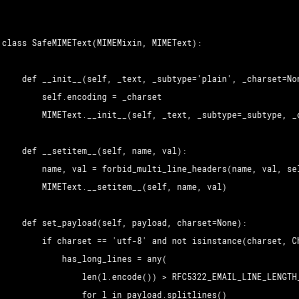 class SafeMIMEText(MIMEMixin, MIMEText):
def __init__(self, _text, _subtype='plain', _charset=Non
self.encoding = _charset
MIMEText.__init__(self, _text, _subtype=_subtype, _c
def __setitem__(self, name, val):
name, val = forbid_multi_line_headers(name, val, sel
MIMEText.__setitem__(self, name, val)
def set_payload(self, payload, charset=None):
if charset == 'utf-8' and not isinstance(charset, Ch
has_long_lines = any(
len(l.encode()) > RFC5322_EMAIL_LINE_LENGTH_
for l in payload.splitlines()